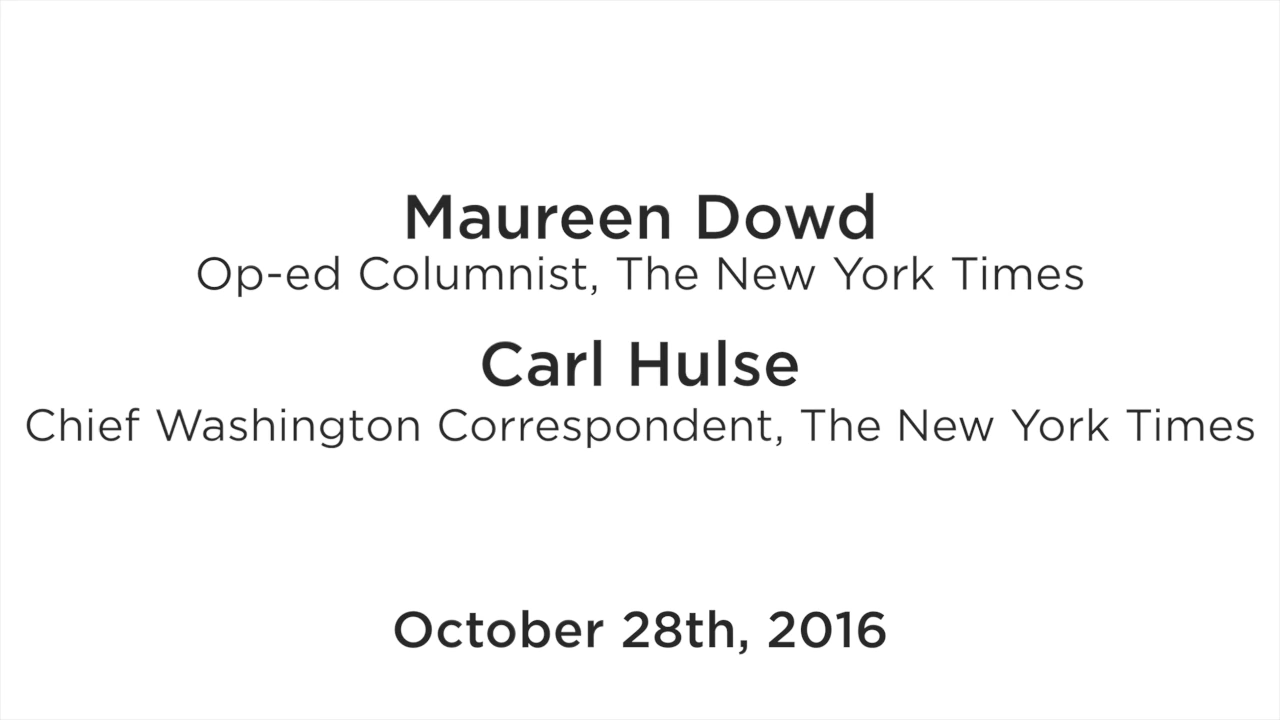 Maureen Dowd
Op-ed Columnist, The New York Times
Carl Hulse
Chief Washington Correspondent, The New York Times
October 28th, 2016